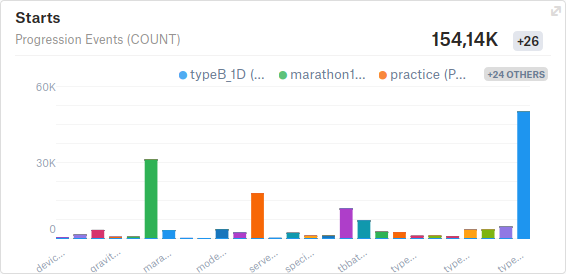 Starts
Progression Events (COUNT)
154,14K +26
typeB_1D (... marathon1... practice (P... +24 OTHERS
60K
30K
0
devic... gravit... mara... mode... serve... speci... tbbat... type... type... type...